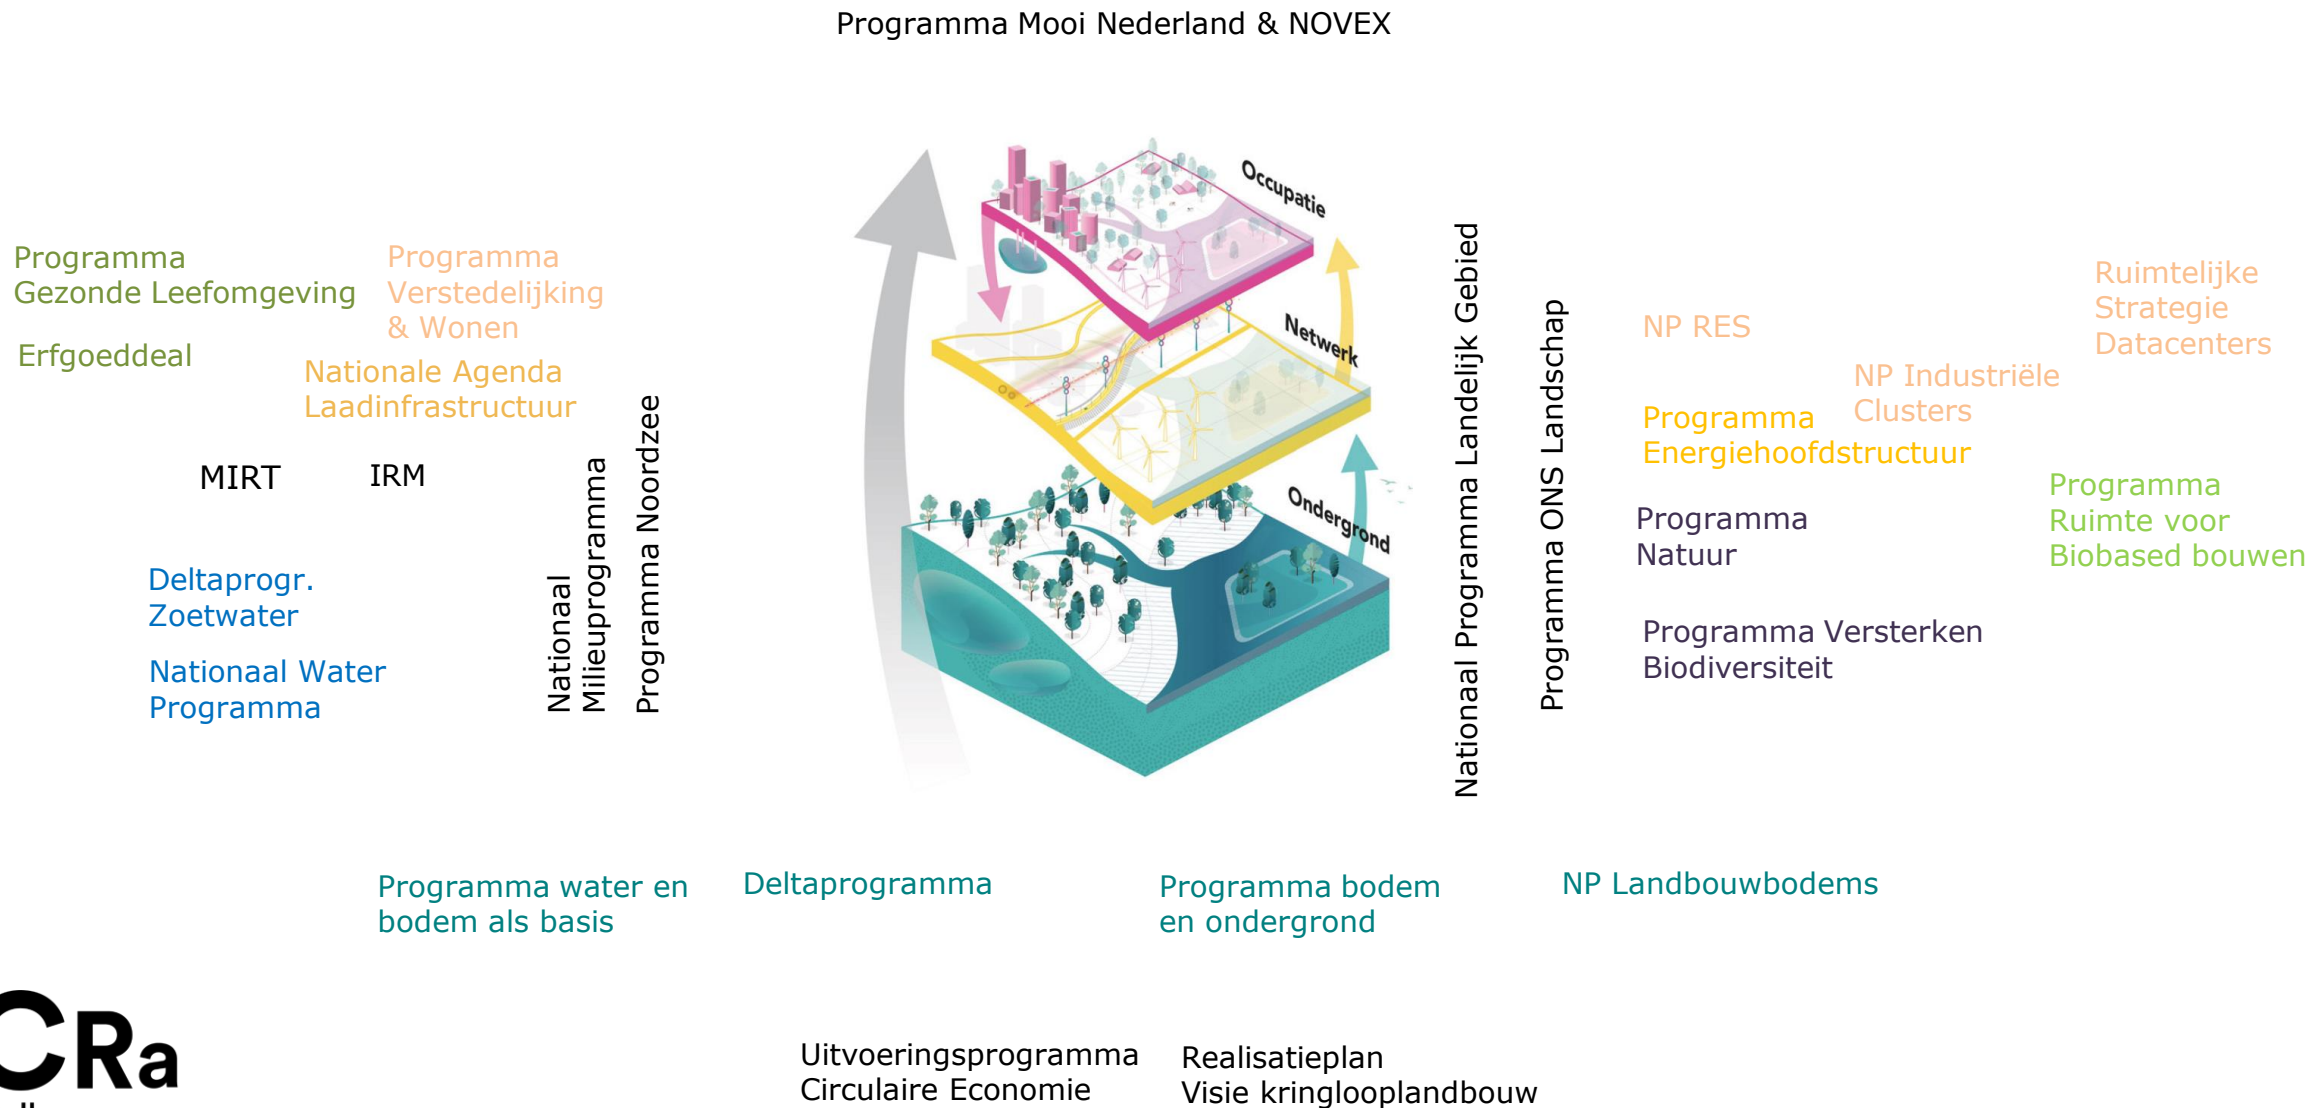 Programma Mooi Nederland & NOVEX
Occupatie
Netwerk
Ondergrond
Programma
Gezonde Leefomgeving
Erfgoeddeal
Programma
Verstedelijking
& Wonen
Nationale Agenda
Laadinfrastructuur
MIRT
IRM
Deltaprogr.
Zoetwater
Nationaal Water
Programma
Nationaal
Milieuprogramma
Programma Noordzee
Nationaal Programma Landelijk Gebied
Programma ONS Landschap
NP RES
Ruimtelijke
Strategie
Datacenters
NP Industriële
Clusters
Programma
Energiehoofdstructuur
Programma
Natuur
Programma
Ruimte voor
Biobased bouwen
Programma Versterken
Biodiversiteit
Programma water en
bodem als basis
Deltaprogramma
Programma bodem
en ondergrond
NP Landbouwbodems
CRa
Uitvoeringsprogramma
Circulaire Economie
Realisatieplan
Visie kringlooplandbouw